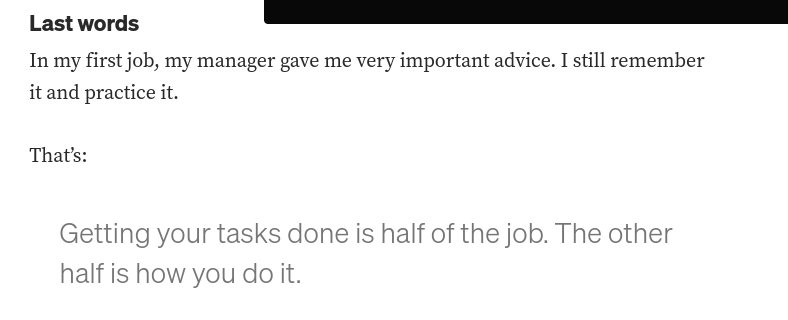 Last words
In my first job, my manager gave me very important advice. I still remember
it and practice it.
That’s:
Getting your tasks done is half of the job. The other
half is how you do it.